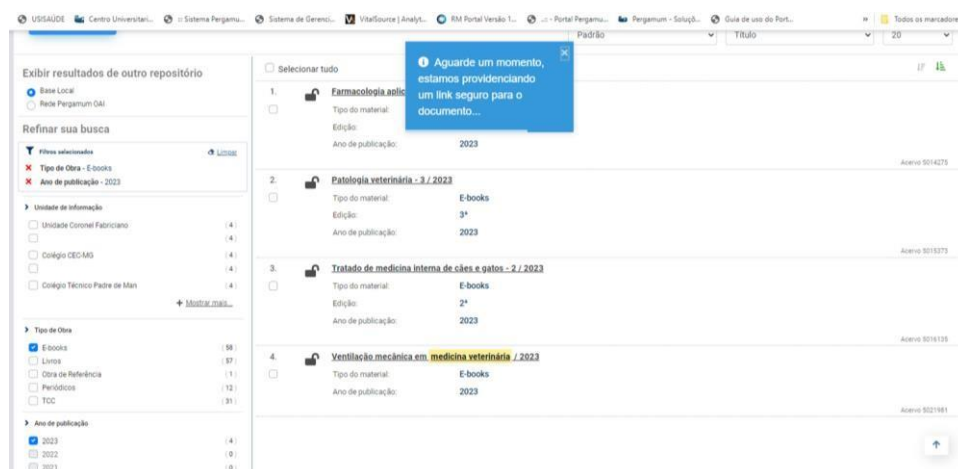 USISAÚDE
Centro Universitari...
:: Sistema Pergamu...
Sistema de Gerenci...
VitalSource | Analyt...
RM Portal Versão 1...
.:: - Portal Pergamu...
Pergamum - Soluçõ...
Guia de uso do Port...
»
Todos os marcadore
Padrão
Título
20
Aguarde um momento,
estamos providenciando
um link seguro para o
documento...
Exibir resultados de outro repositório
Base Local
Rede Pergamum OAI
Refinar sua busca
Filtros selecionados
Limpar
Tipo de Obra - E-books
Ano de publicação - 2023
Unidade de Informação
Unidade Coronel Fabriciano (4)
(4)
Colégio CEC-MG (4)
(4)
Colégio Técnico Padre de Man (4)
+ Mostrar mais...
Tipo de Obra
E-books (58)
Livros (57)
Obra de Referência (1)
Periódicos (12)
TCC (31)
Ano de publicação
2023 (4)
2022 (0)
2021 (0)
Selecionar tudo
1. Farmacologia aplic
Tipo do material:
Edição:
Ano de publicação: 2023
Acervo 5014275
2. Patologia veterinária - 3 / 2023
Tipo do material: E-books
Edição: 3ª
Ano de publicação: 2023
Acervo 5015375
3. Tratado de medicina interna de cães e gatos - 2 / 2023
Tipo do material: E-books
Edição: 2ª
Ano de publicação: 2023
Acervo 5016135
4. Ventilação mecânica em medicina veterinária / 2023
Tipo do material: E-books
Ano de publicação: 2023
Acervo 5021981